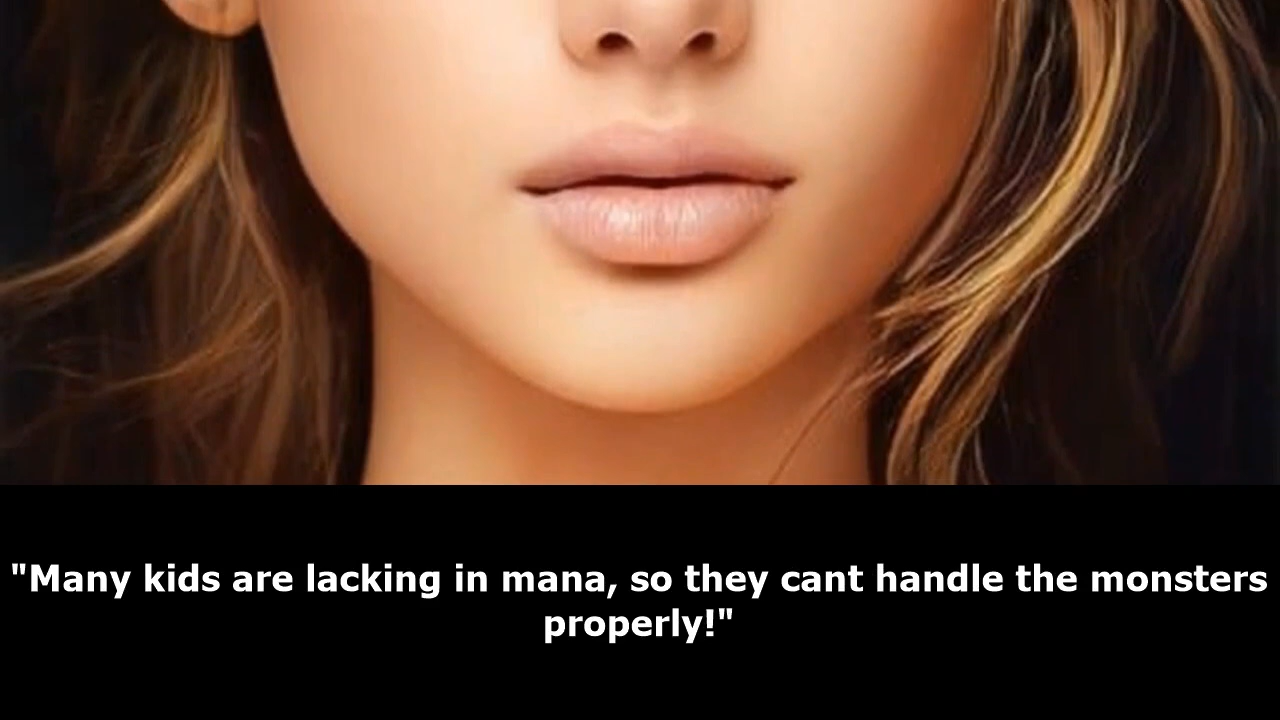 "Many kids are lacking in mana, so they cant handle the monsters
properly!"